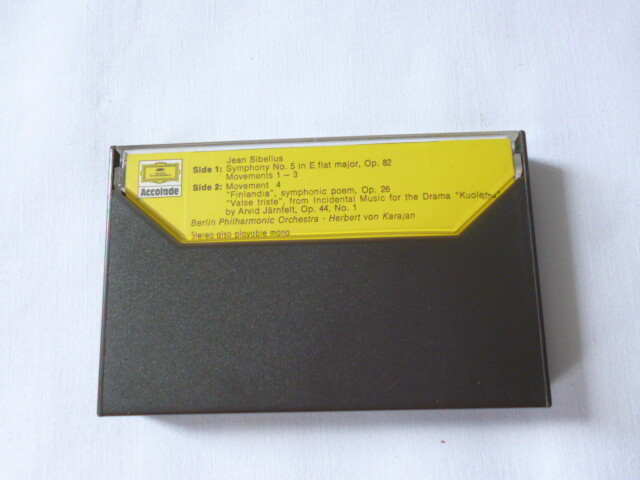 Jean Sibelius
Side 1: Symphony No. 5 in E flat major, Op. 82
Movements 1 – 3
Side 2: Movement 4
"Finlandia", symphonic poem, Op. 26
"Valse triste", from Incidental Music for the Drama "Kuolema"
by Arvid Järnfelt, Op. 44, No. 1
Berlin Philharmonic Orchestra - Herbert von Karajan
Stereo also playable mono
Accolade